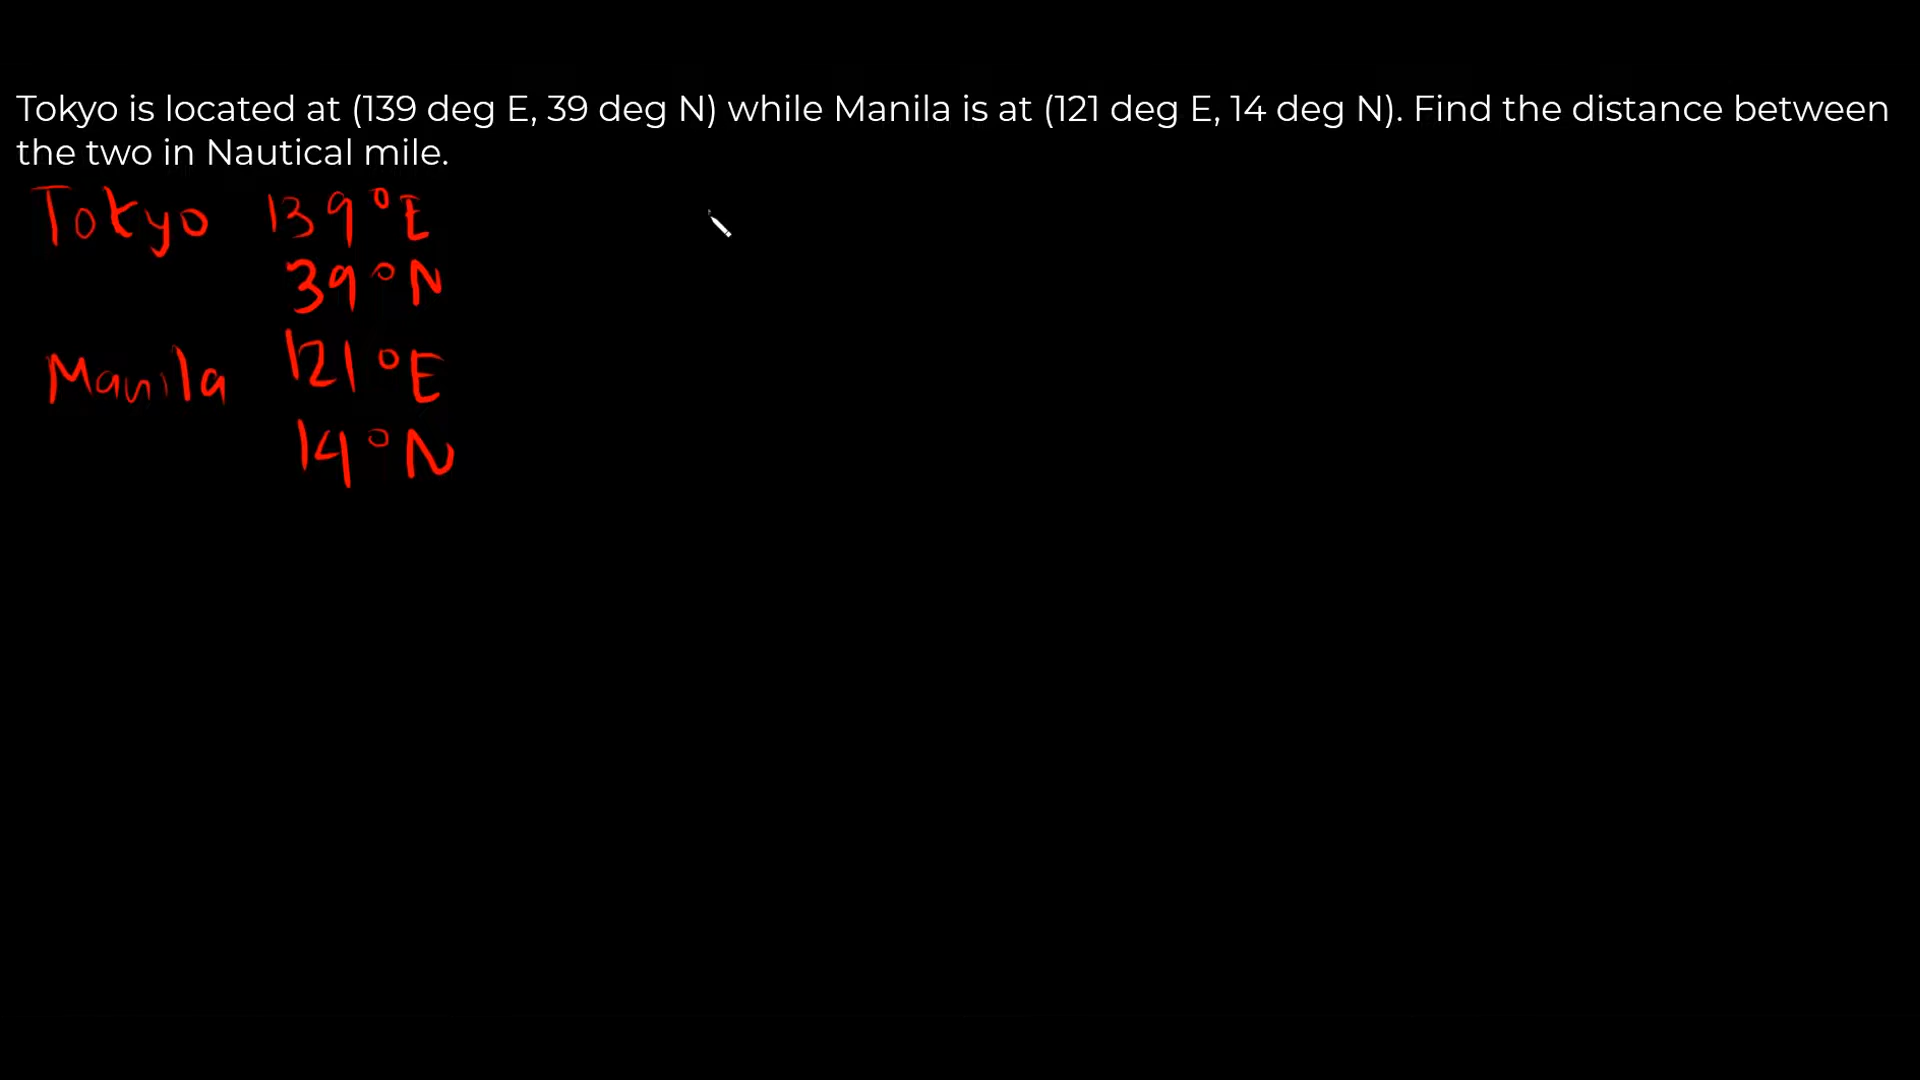 Tokyo is located at (139 deg E, 39 deg N) while Manila is at (121 deg E, 14 deg N). Find the distance between
the two in Nautical mile.
Tokyo 139°E
39°N
Manila 121°E
14°N